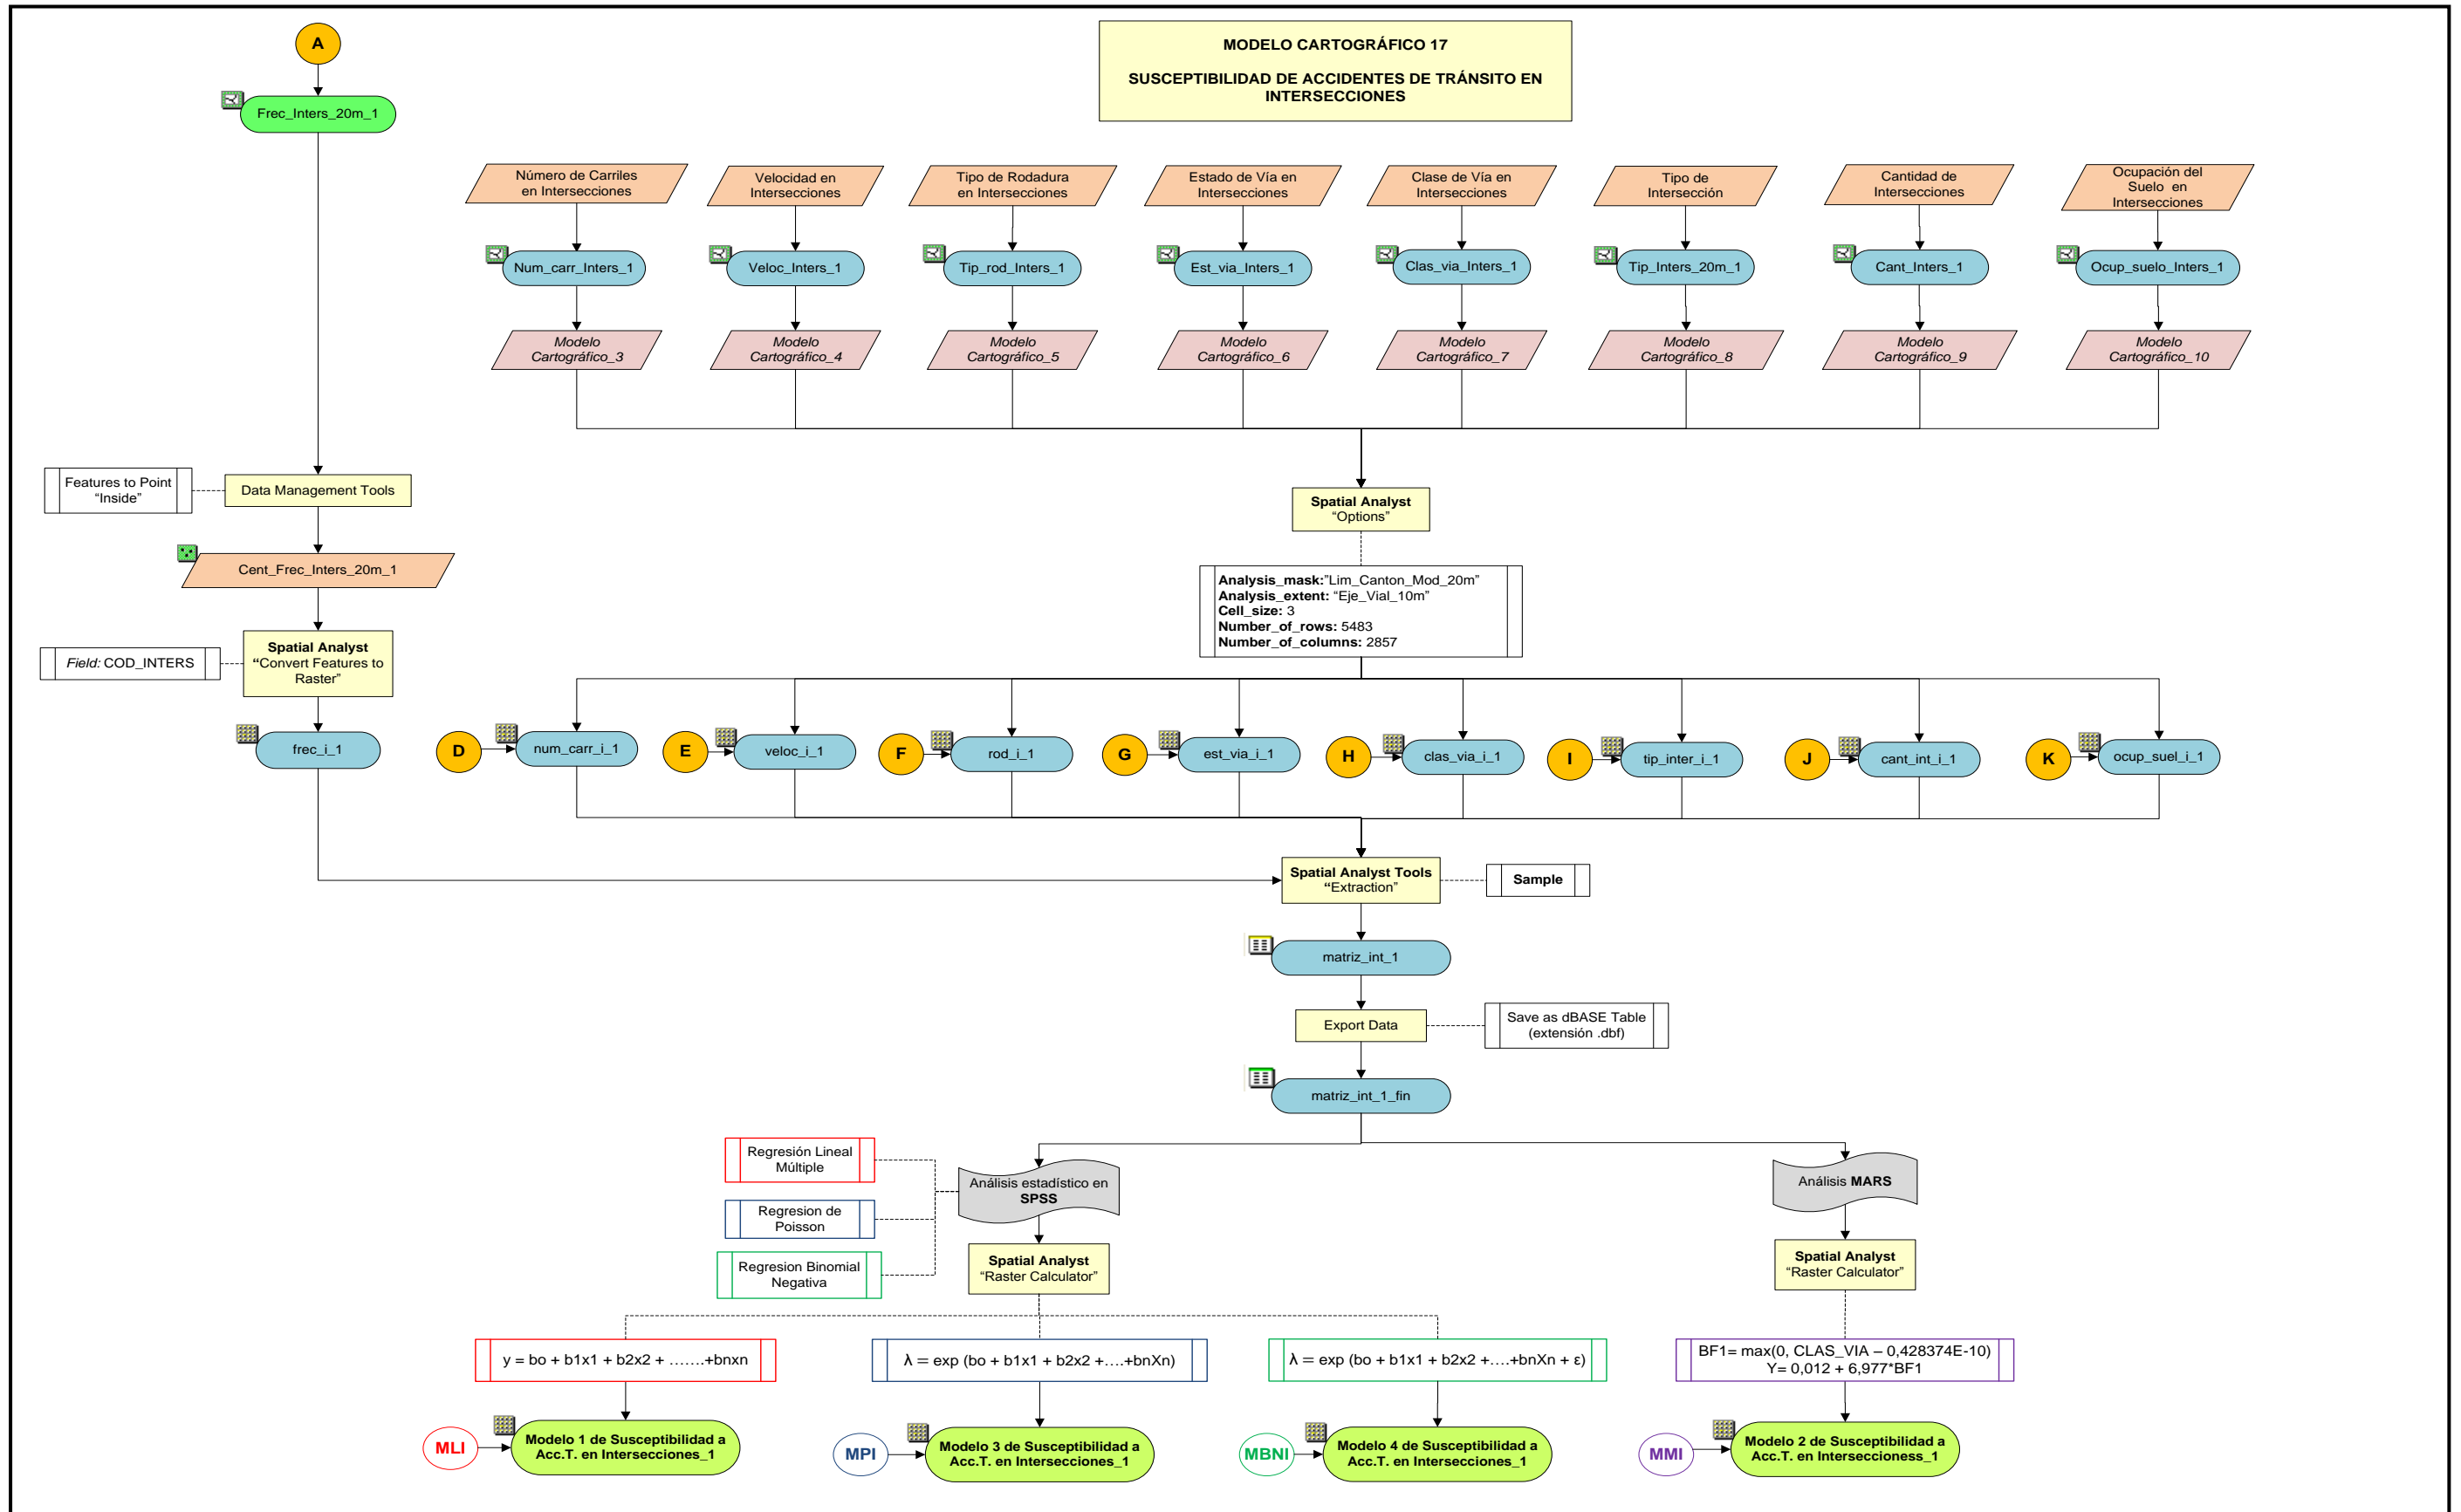 A
MODELO CARTOGRÁFICO 17
SUSCEPTIBILIDAD DE ACCIDENTES DE TRÁNSITO EN
INTERSECCIONES
Frec_Inters_20m_1
Número de Carriles
en Intersecciones
Velocidad en
Intersecciones
Tipo de Rodadura
en Intersecciones
Estado de Vía en
Intersecciones
Clase de Vía en
Intersecciones
Tipo de
Intersección
Cantidad de
Intersecciones
Ocupación del
Suelo en
Intersecciones
Num_carr_Inters_1
Veloc_Inters_1
Tip_rod_Inters_1
Est_via_Inters_1
Clas_via_Inters_1
Tip_Inters_20m_1
Cant_Inters_1
Ocup_suelo_Inters_1
Modelo
Cartográfico_3
Modelo
Cartográfico_4
Modelo
Cartográfico_5
Modelo
Cartográfico_6
Modelo
Cartográfico_7
Modelo
Cartográfico_8
Modelo
Cartográfico_9
Modelo
Cartográfico_10
Features to Point
“Inside”
Data Management Tools
Spatial Analyst
“Options”
Cent_Frec_Inters_20m_1
Analysis_mask:”Lim_Canton_Mod_20m”
Analysis_extent: “Eje_Vial_10m”
Cell_size: 3
Number_of_rows: 5483
Number_of_columns: 2857
Field: COD_INTERS
Spatial Analyst
“Convert Features to
Raster”
frec_i_1
D
num_carr_i_1
E
veloc_i_1
F
rod_i_1
G
est_via_i_1
H
clas_via_i_1
I
tip_inter_i_1
J
cant_int_i_1
K
ocup_suel_i_1
Spatial Analyst Tools
“Extraction”
Sample
matriz_int_1
Export Data
Save as dBASE Table
(extensión .dbf)
matriz_int_1_fin
Regresión Lineal
Múltiple
Regresion de
Poisson
Regresion Binomial
Negativa
Análisis estadístico en
SPSS
Análisis MARS
Spatial Analyst
“Raster Calculator”
Spatial Analyst
“Raster Calculator”
y = bo + b1x1 + b2x2 + …….+bnxn
λ = exp (bo + b1x1 + b2x2 +….+bnXn)
λ = exp (bo + b1x1 + b2x2 +….+bnXn + ε)
BF1= max(0, CLAS_VIA – 0,428374E-10)
Y= 0,012 + 6,977*BF1
MLI
Modelo 1 de Susceptibilidad a
Acc.T. en Intersecciones_1
MPI
Modelo 3 de Susceptibilidad a
Acc.T. en Intersecciones_1
MBNI
Modelo 4 de Susceptibilidad a
Acc.T. en Intersecciones_1
MMI
Modelo 2 de Susceptibilidad a
Acc.T. en Interseccioness_1